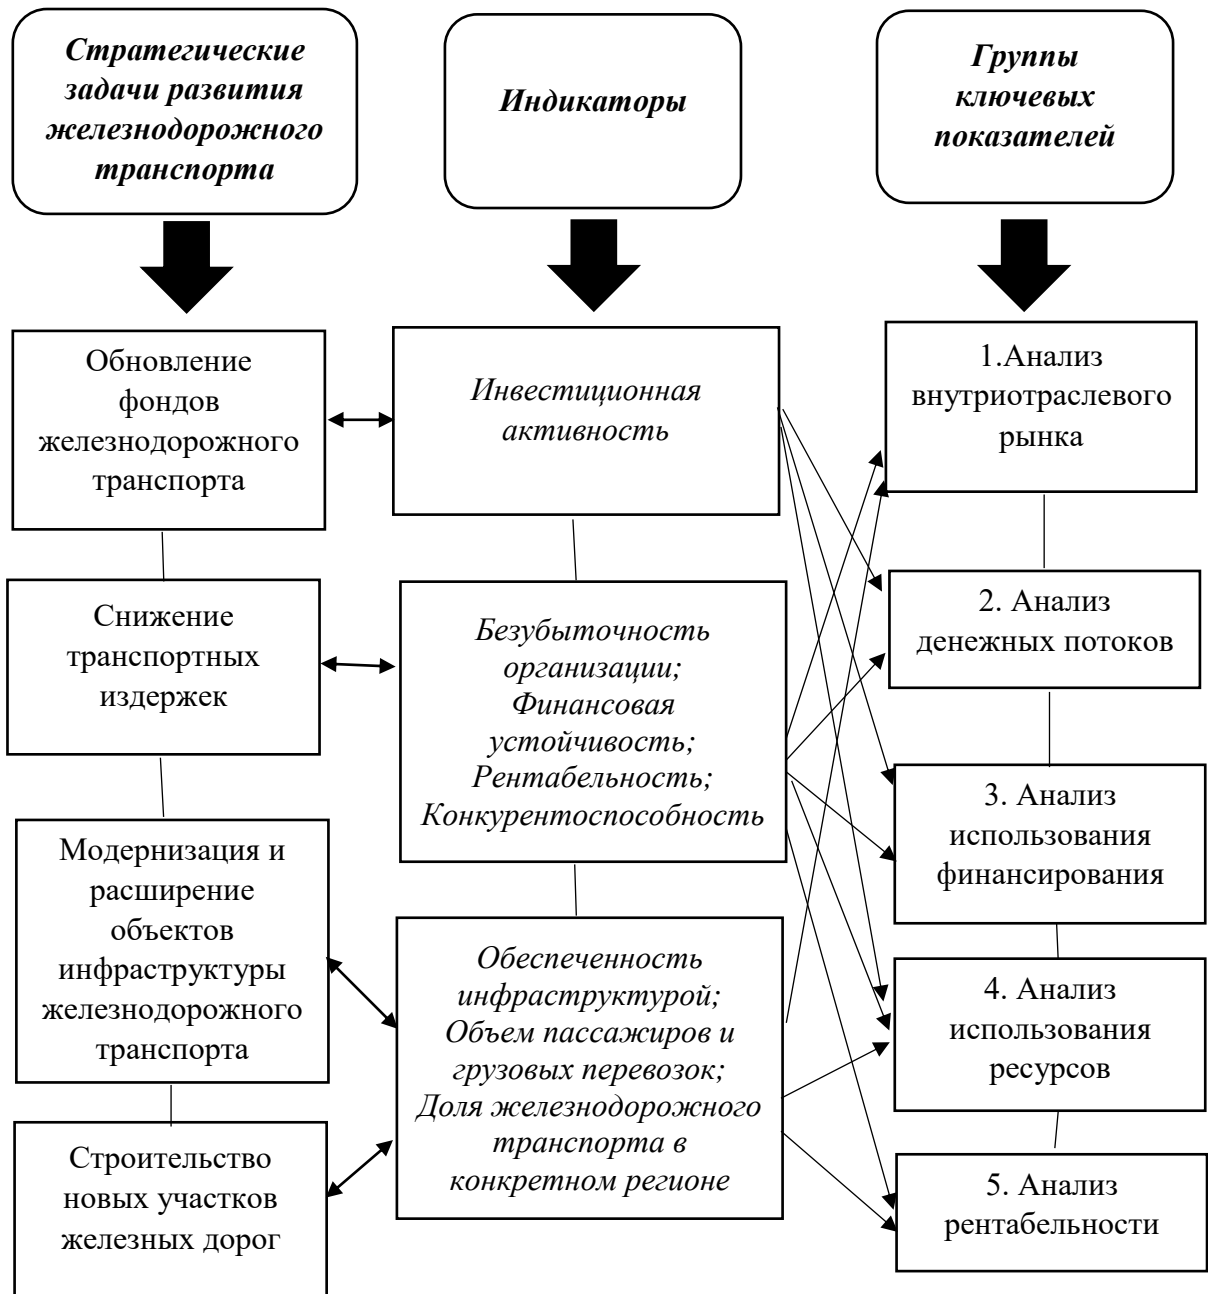 Стратегические
задачи развития
железнодорожного
транспорта
Индикаторы
Группы
ключевых
показателей
Обновление
фондов
железнодорожного
транспорта
Снижение
транспортных
издержек
Модернизация и
расширение
объектов
инфраструктуры
железнодорожного
транспорта
Строительство
новых участков
железных дорог
Инвестиционная
активность
Безубыточность
организации;
Финансовая
устойчивость;
Рентабельность;
Конкурентоспособность
Обеспеченность
инфраструктурой;
Объем пассажиров и
грузовых перевозок;
Доля железнодорожного
транспорта в
конкретном регионе
1.Анализ
внутриотраслевого
рынка
2. Анализ
денежных потоков
3. Анализ
использования
финансирования
4. Анализ
использования
ресурсов
5. Анализ
рентабельности